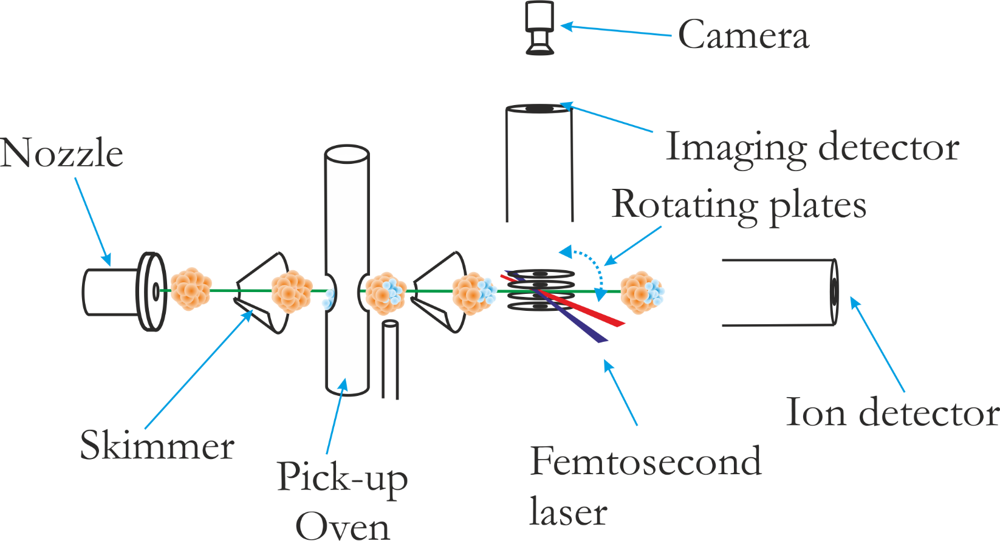 Camera
Nozzle
Imaging detector
Rotating plates
Skimmer
Pick-up
Oven
Femtosecond
laser
Ion detector